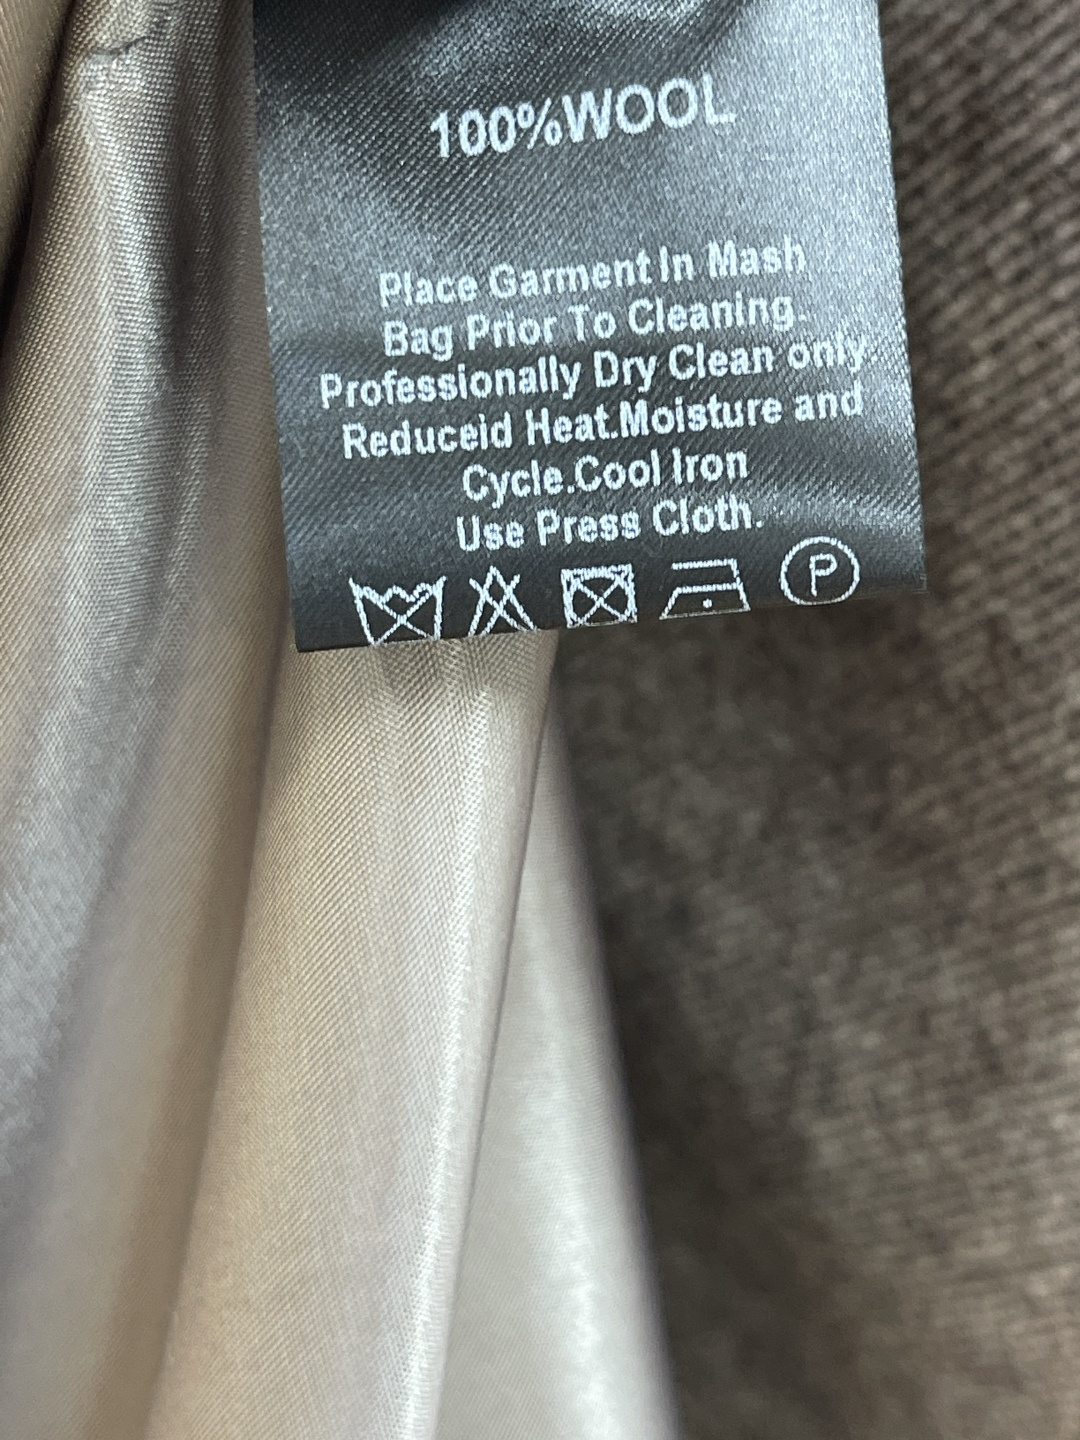 100%WOOL
Place Garment In Mash
Bag Prior To Cleaning.
Professionally Dry Clean only
Reduceid Heat.Moisture and
Cycle.Cool Iron
Use Press Cloth.
P